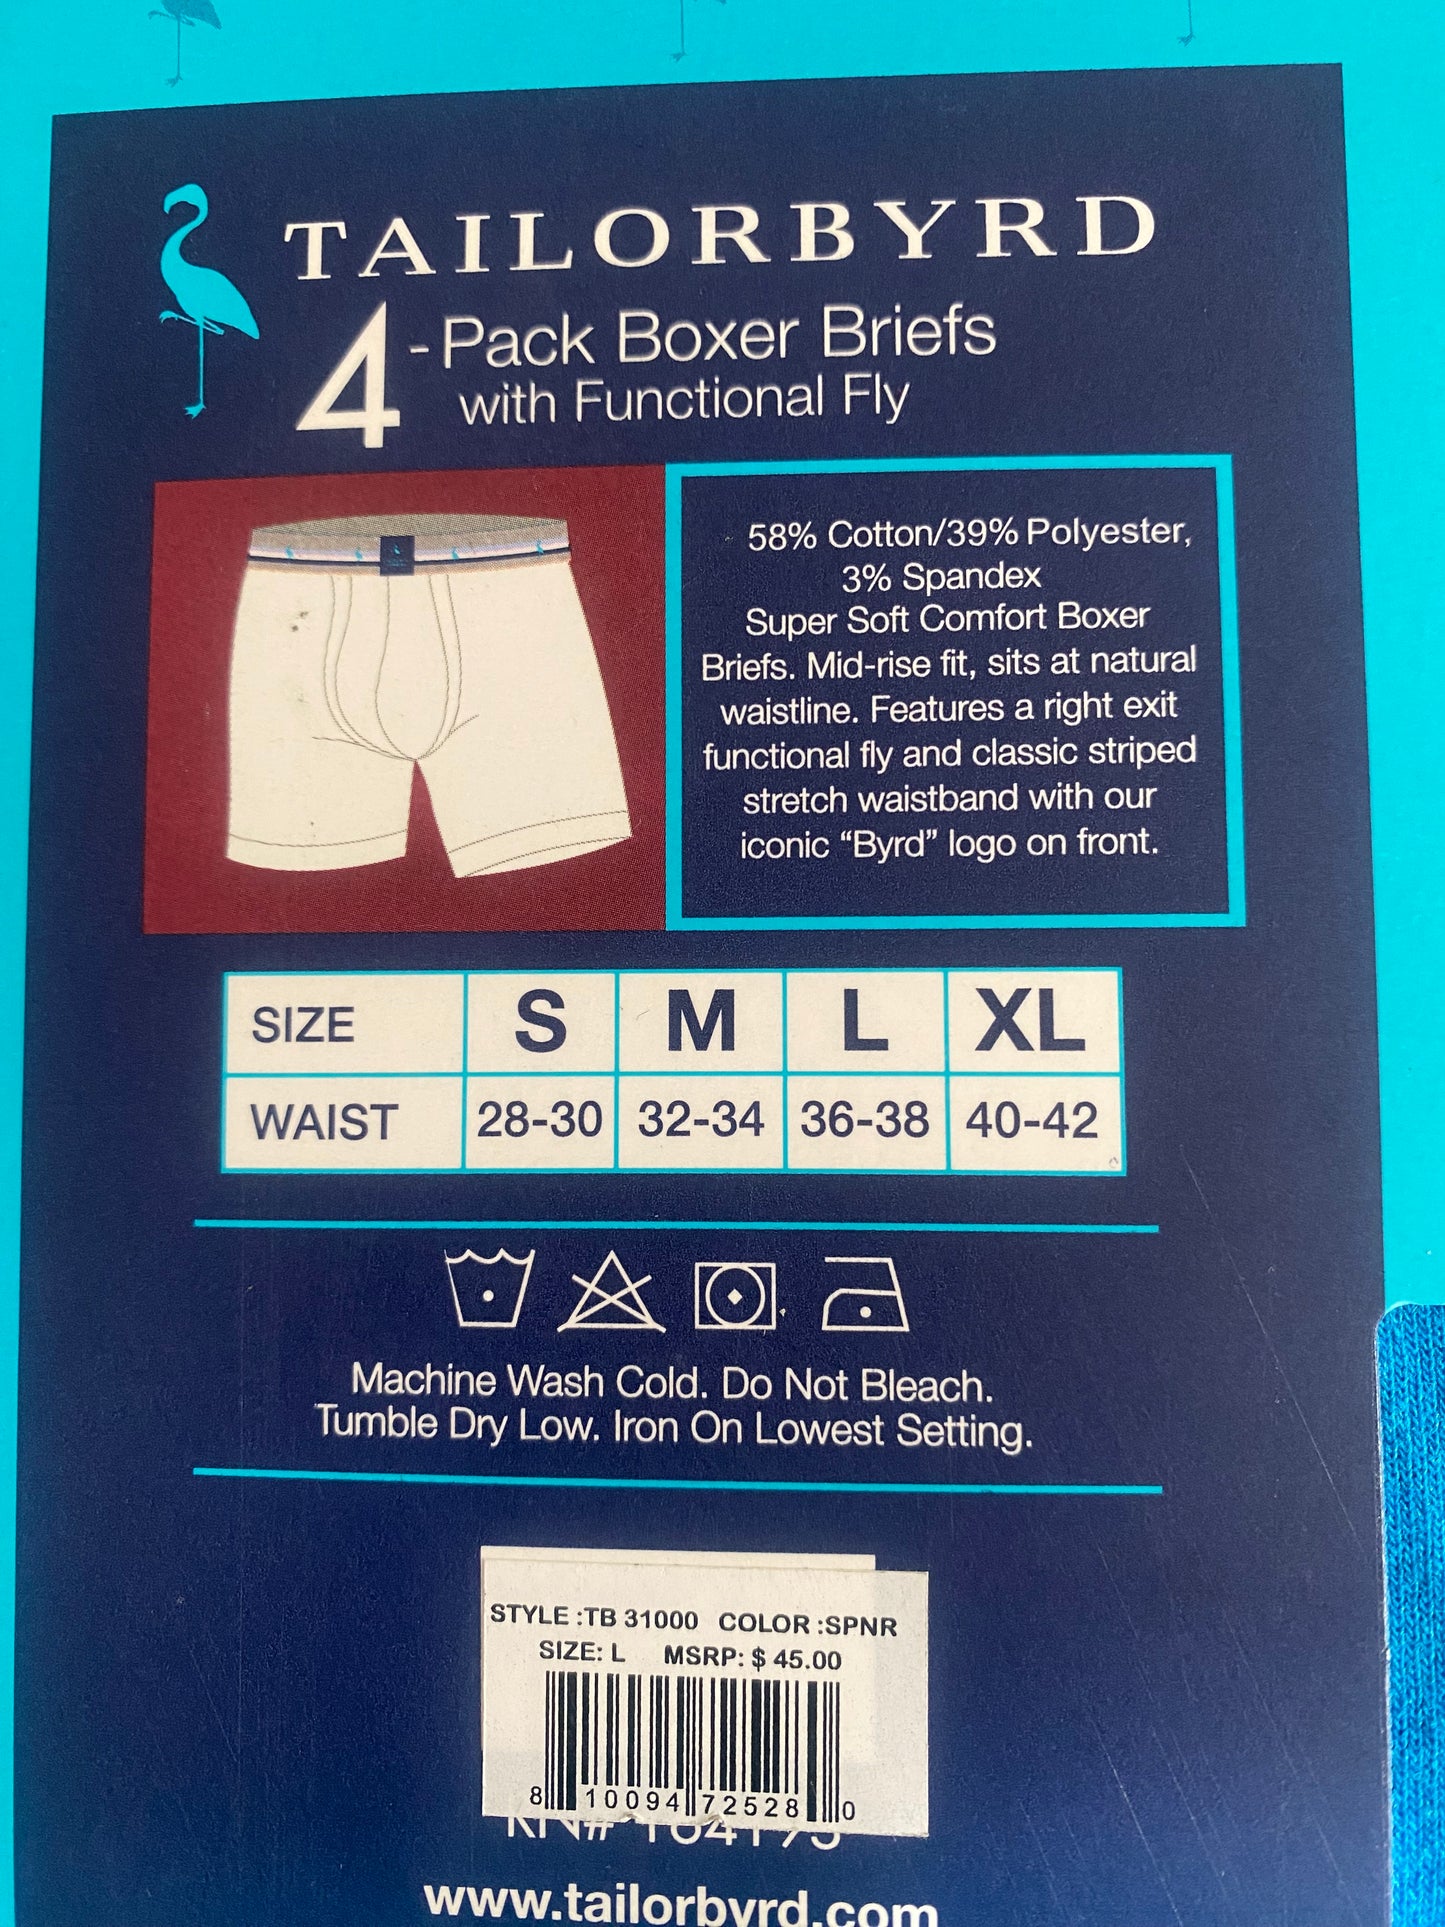 TAILORBYRD
4-Pack Boxer Briefs
with Functional Fly
58% Cotton/39% Polyester,
3% Spandex
Super Soft Comfort Boxer
Briefs. Mid-rise fit, sits at natural
waistline. Features a right exit
functional fly and classic striped
stretch waistband with our
iconic “Byrd” logo on front.
SIZE S M L XL
WAIST 28-30 32-34 36-38 40-42
Machine Wash Cold. Do Not Bleach.
Tumble Dry Low. Iron On Lowest Setting.
STYLE :TB 31000 COLOR :SPNR
SIZE: L MSRP: $ 45.00
8 10094 72528 0
www.tailorbyrd.com